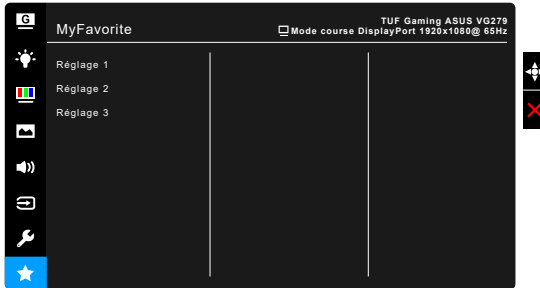 G
MyFavorite
TUF Gaming ASUS VG279
Mode course DisplayPort 1920x1080@ 65Hz
Réglage 1
Réglage 2
Réglage 3